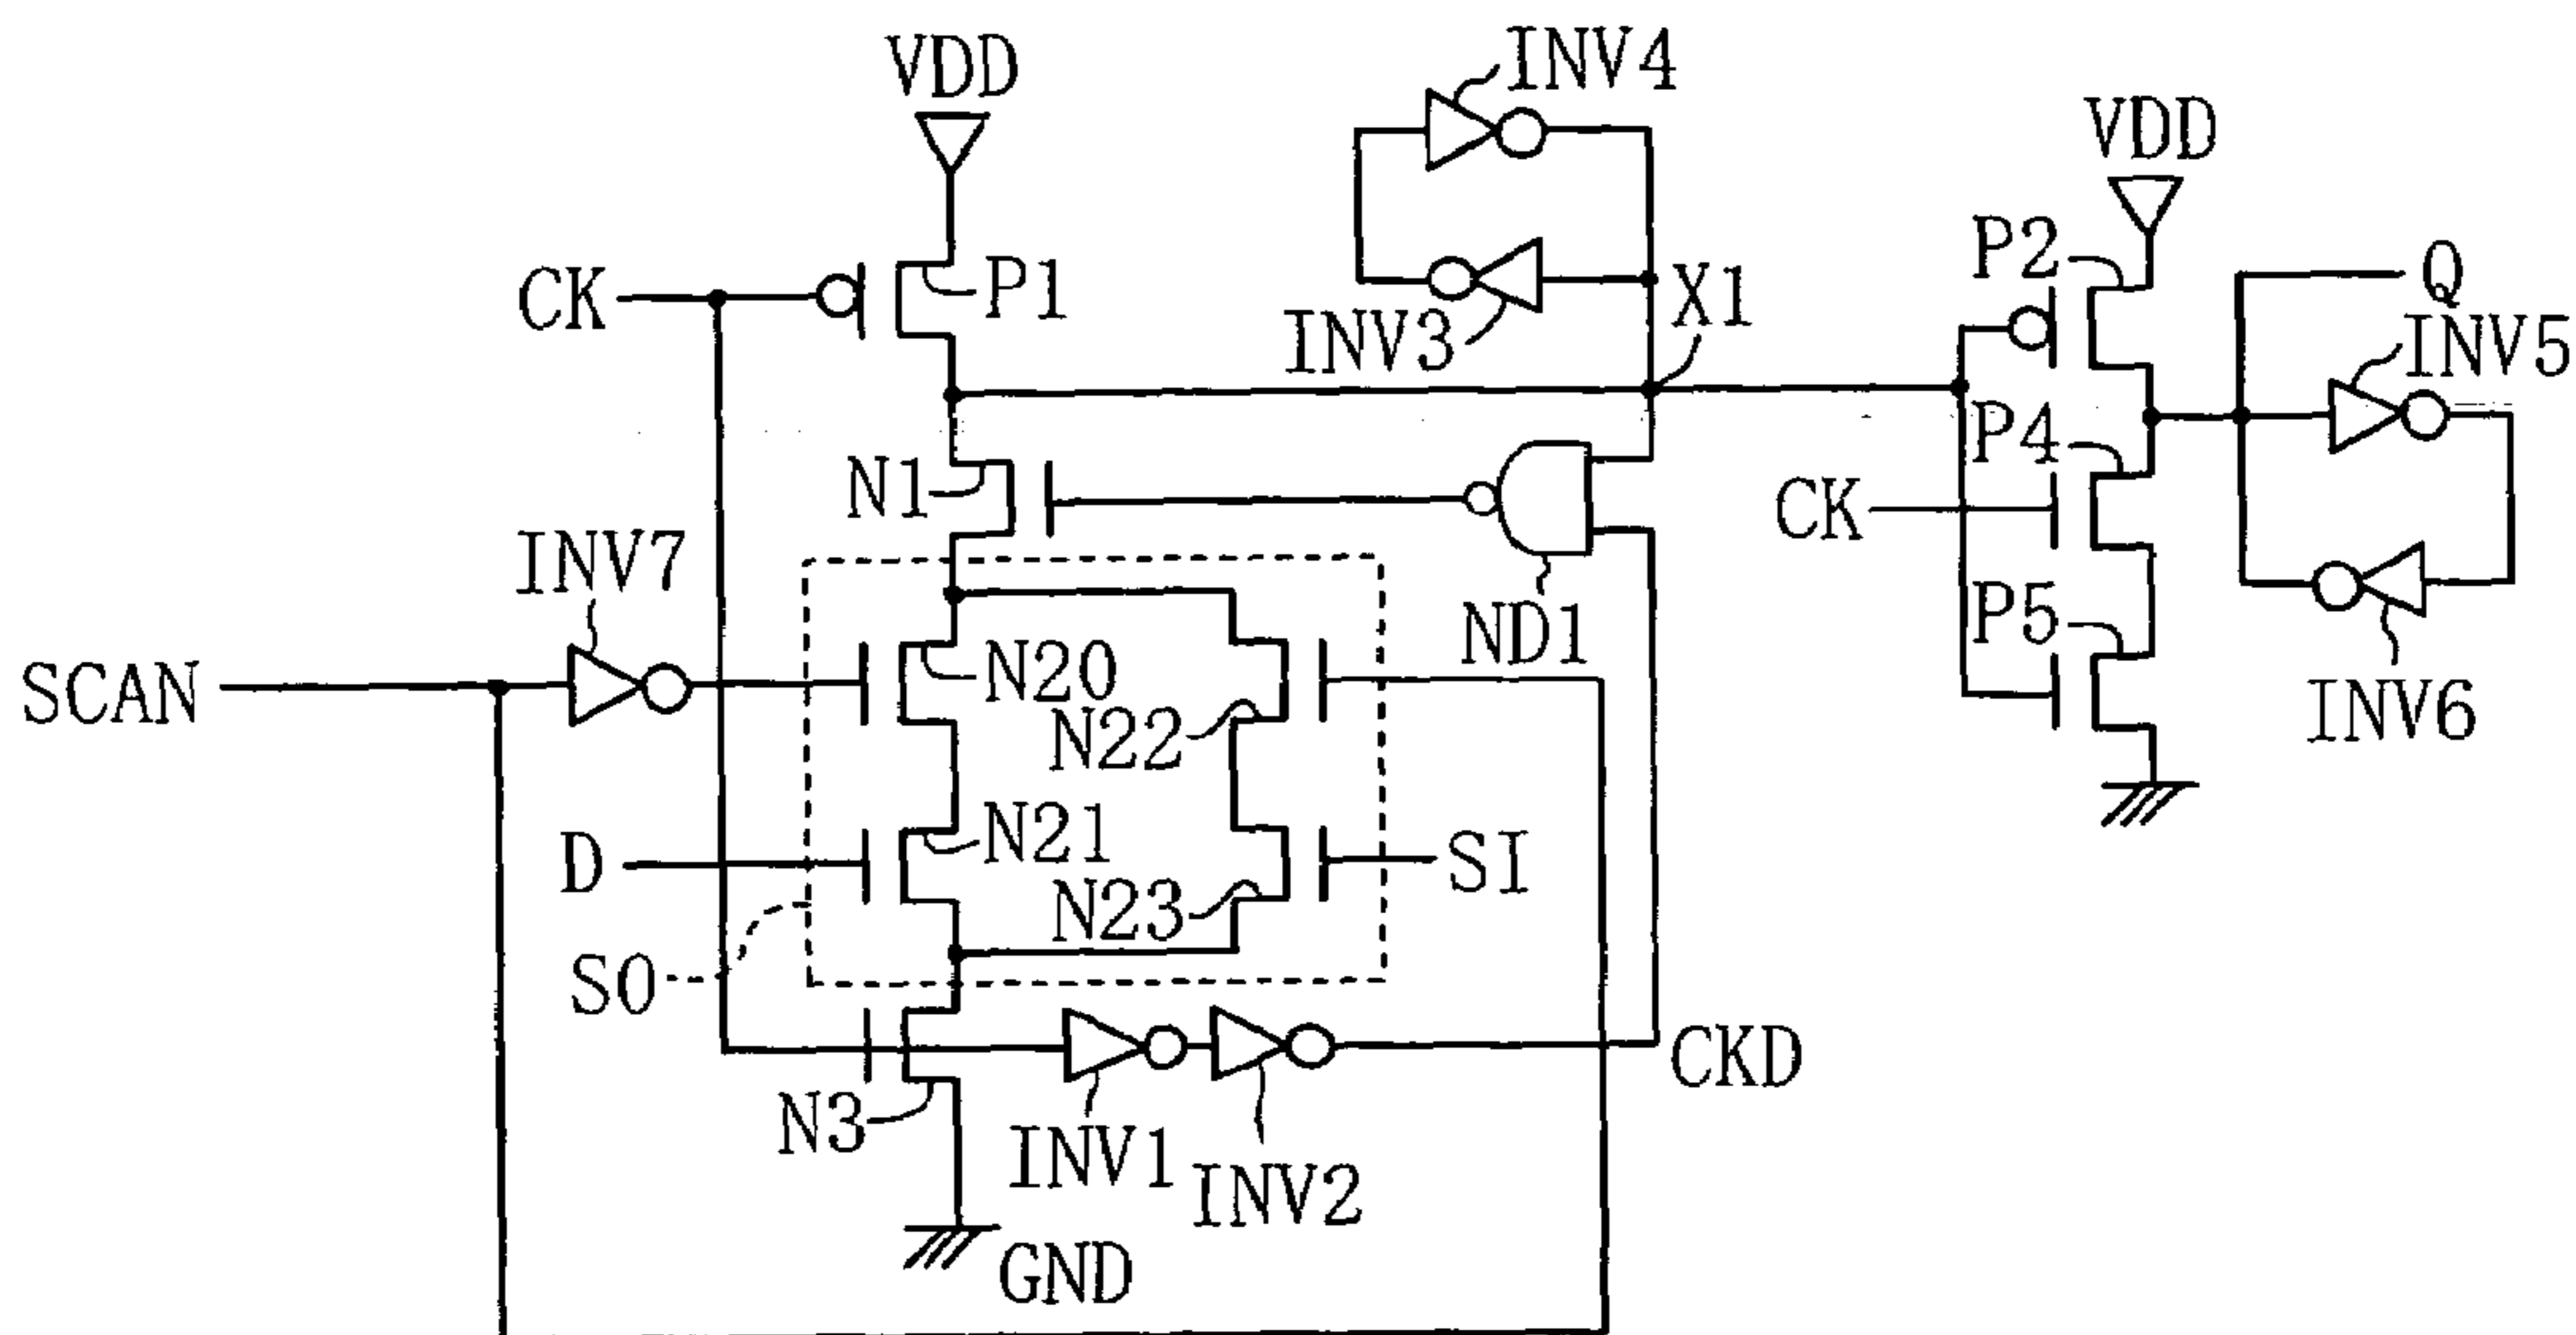 VDD
INV4
VDD
CK
P1
INV3
X1
P2
Q
INV5
N1
P4
CK
INV7
ND1
P5
INV6
SCAN
N20
N22
D
N21
N23
SI
S0
N3
INV1
INV2
CKD
GND